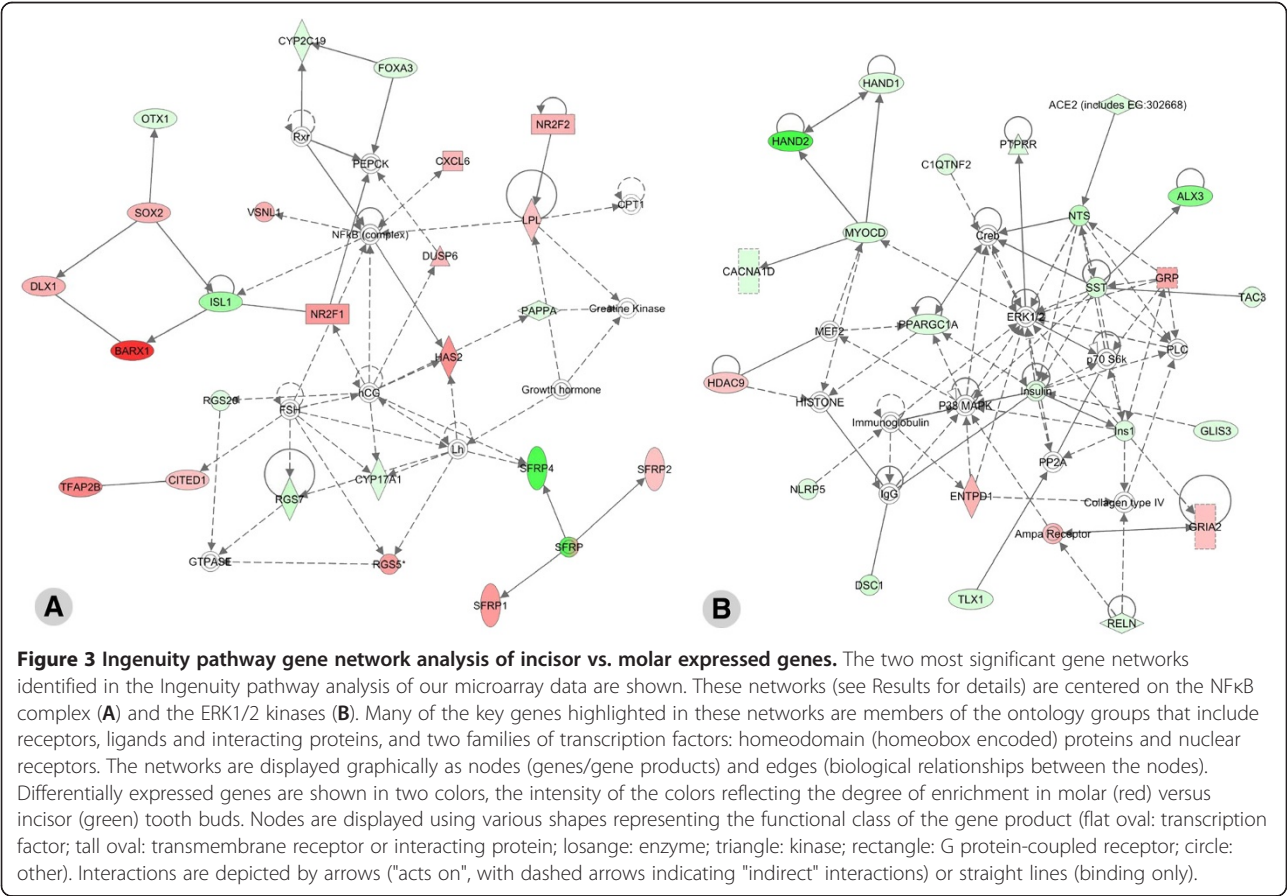 CYP2C19
FOXA3
OTX1
Rxr
NR2F2
PEPCK
CXCL6
SOX2
VSNL1
LPL
CPT1
NFkB (complex)
DUSP6
DLX1
ISL1
NR2F1
PAPPA
Creatine Kinase
BARX1
HAS2
hCG
Growth hormone
RGS20
FSH
Lh
SFRP4
SFRP2
CYP17A1
CITED1
TFAP2B
RGS7
SFRP
GTPASE
RGS5*
SFRP1
A
HAND1
ACE2 (includes EG:302668)
HAND2
PTPRR
C1QTNF2
ALX3
NTS
MYOCD
Creb
CACNA1D
GRP
SST
TAC3
ERK1/2
PPARGC1A
MEF2
PLC
p70 S6k
HDAC9
Insulin
HISTONE
P38 MAPK
Immunoglobulin
Ins1
GLIS3
PP2A
NLRP5
IgG
ENTPD1
Collagen type IV
GRIA2
Ampa Receptor
DSC1
TLX1
RELN
B
Figure 3 Ingenuity pathway gene network analysis of incisor vs. molar expressed genes. The two most significant gene networks
identified in the Ingenuity pathway analysis of our microarray data are shown. These networks (see Results for details) are centered on the NFκB
complex (A) and the ERK1/2 kinases (B). Many of the key genes highlighted in these networks are members of the ontology groups that include
receptors, ligands and interacting proteins, and two families of transcription factors: homeodomain (homeobox encoded) proteins and nuclear
receptors. The networks are displayed graphically as nodes (genes/gene products) and edges (biological relationships between the nodes).
Differentially expressed genes are shown in two colors, the intensity of the colors reflecting the degree of enrichment in molar (red) versus
incisor (green) tooth buds. Nodes are displayed using various shapes representing the functional class of the gene product (flat oval: transcription
factor; tall oval: transmembrane receptor or interacting protein; losange: enzyme; triangle: kinase; rectangle: G protein-coupled receptor; circle:
other). Interactions are depicted by arrows ("acts on", with dashed arrows indicating "indirect" interactions) or straight lines (binding only).